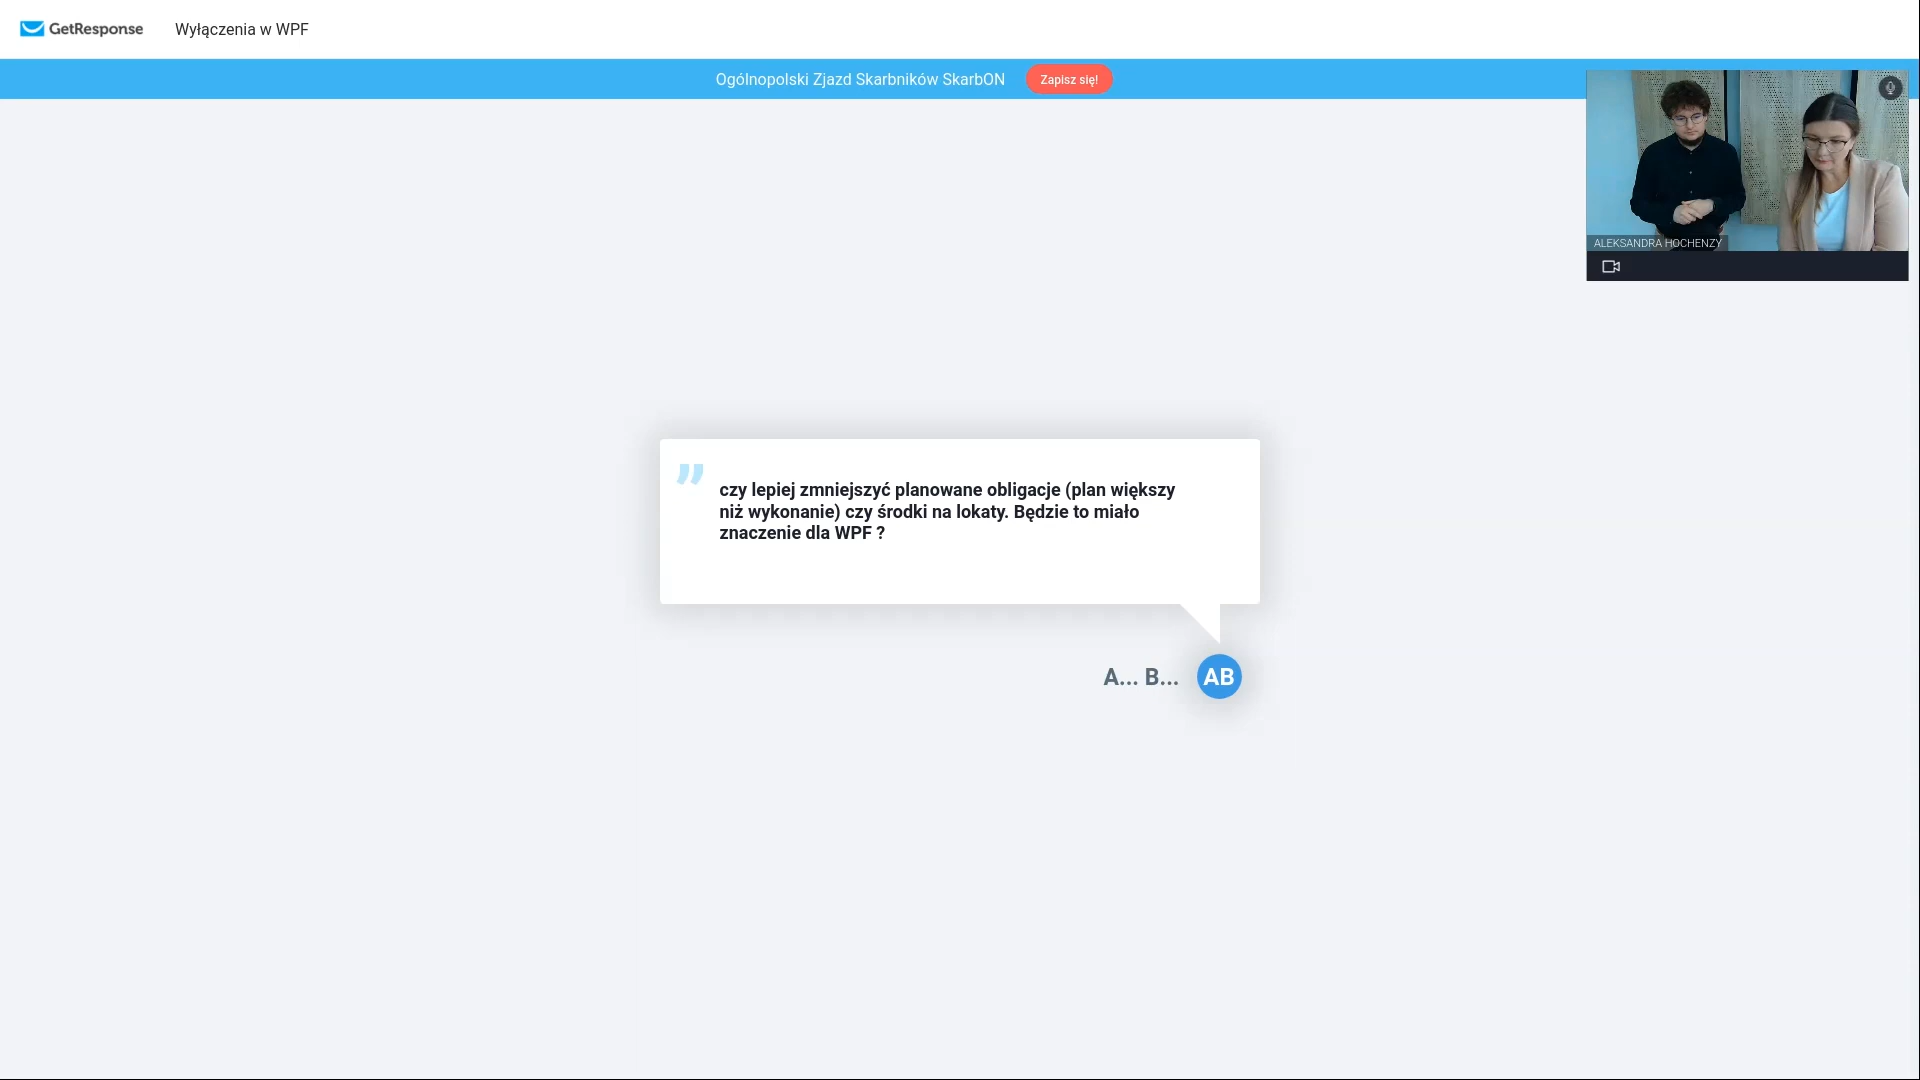 GetResponse
Wyłączenia w WPF
Ogólnopolski Zjazd Skarbników SkarbON
Zapisz się!
ALEKSANDRA HOCHENZY
”
czy lepiej zmniejszyć planowane obligacje (plan większy
niż wykonanie) czy środki na lokaty. Będzie to miało
znaczenie dla WPF ?
A... B...
AB